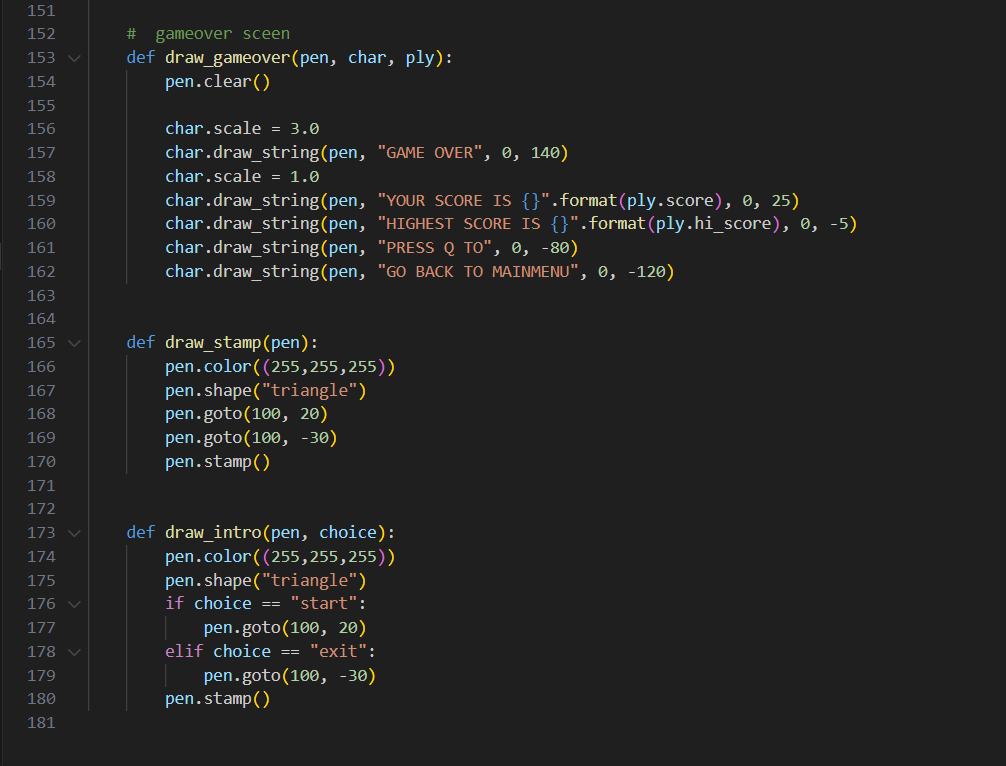 151
152 #  gameover sceen
153 def draw_gameover(pen, char, ply):
154 pen.clear()
155
156 char.scale = 3.0
157 char.draw_string(pen, "GAME OVER", 0, 140)
158 char.scale = 1.0
159 char.draw_string(pen, "YOUR SCORE IS {}".format(ply.score), 0, 25)
160 char.draw_string(pen, "HIGHEST SCORE IS {}".format(ply.hi_score), 0, -5)
161 char.draw_string(pen, "PRESS Q TO", 0, -80)
162 char.draw_string(pen, "GO BACK TO MAINMENU", 0, -120)
163
164
165 def draw_stamp(pen):
166 pen.color((255,255,255))
167 pen.shape("triangle")
168 pen.goto(100, 20)
169 pen.goto(100, -30)
170 pen.stamp()
171
172
173 def draw_intro(pen, choice):
174 pen.color((255,255,255))
175 pen.shape("triangle")
176 if choice == "start":
177 pen.goto(100, 20)
178 elif choice == "exit":
179 pen.goto(100, -30)
180 pen.stamp()
181